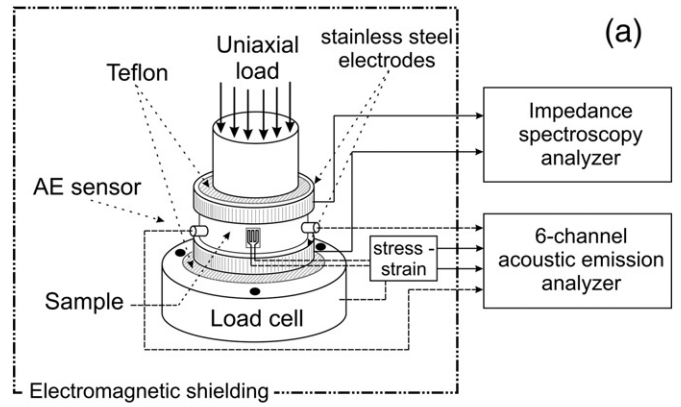 (a)
Uniaxial
load
stainless steel
electrodes
Teflon
Impedance
spectroscopy
analyzer
AE sensor
stress -
strain
6-channel
acoustic emission
analyzer
Sample
Load cell
Electromagnetic shielding